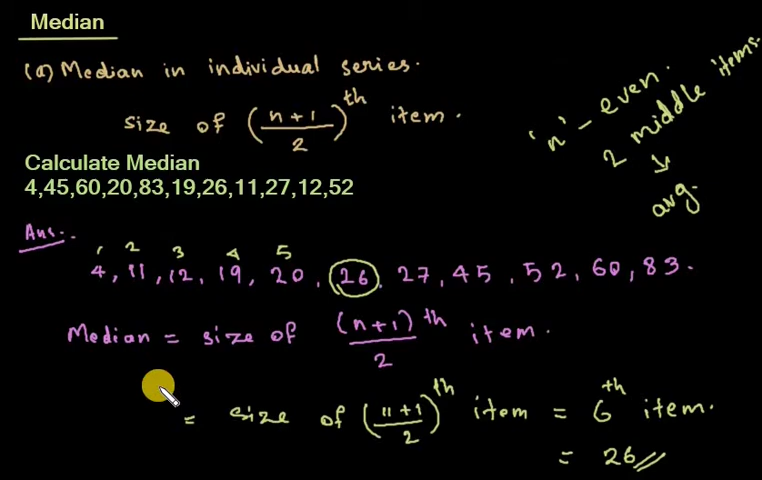 Median
(a) Median in individual series.
size of (n+1/2)th item.
'n' - even.
2 middle items.
↓
avg.
Calculate Median
4,45,60,20,83,19,26,11,27,12,52
Ans:-
1 2 3 4 5
4, 11, 12, 19, 20, 26, 27, 45, 52, 60, 83.
Median = size of (n+1)th/2 item.
= size of (11+1/2)th item = 6th item.
= 26//